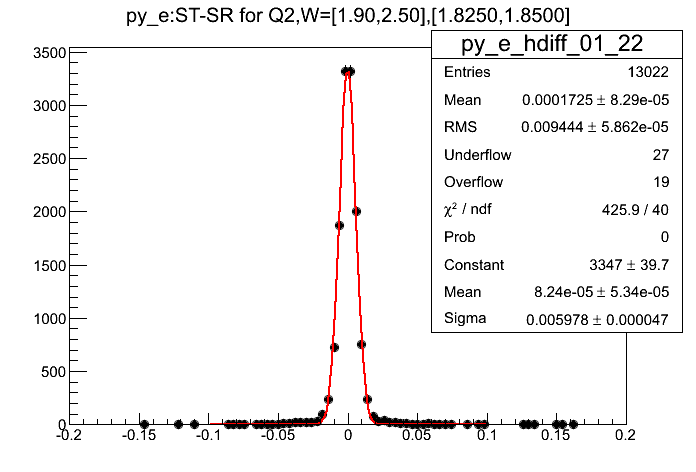 py_e:ST-SR for Q2,W=[1.90,2.50],[1.8250,1.8500]
py_e_hdiff_01_22
Entries 13022
Mean 0.0001725 ± 8.29e-05
RMS 0.009444 ± 5.862e-05
Underflow 27
Overflow 19
χ² / ndf 425.9 / 40
Prob 0
Constant 3347 ± 39.7
Mean 8.24e-05 ± 5.34e-05
Sigma 0.005978 ± 0.000047
3500
3000
2500
2000
1500
1000
500
0
-0.2 -0.15 -0.1 -0.05 0 0.05 0.1 0.15 0.2